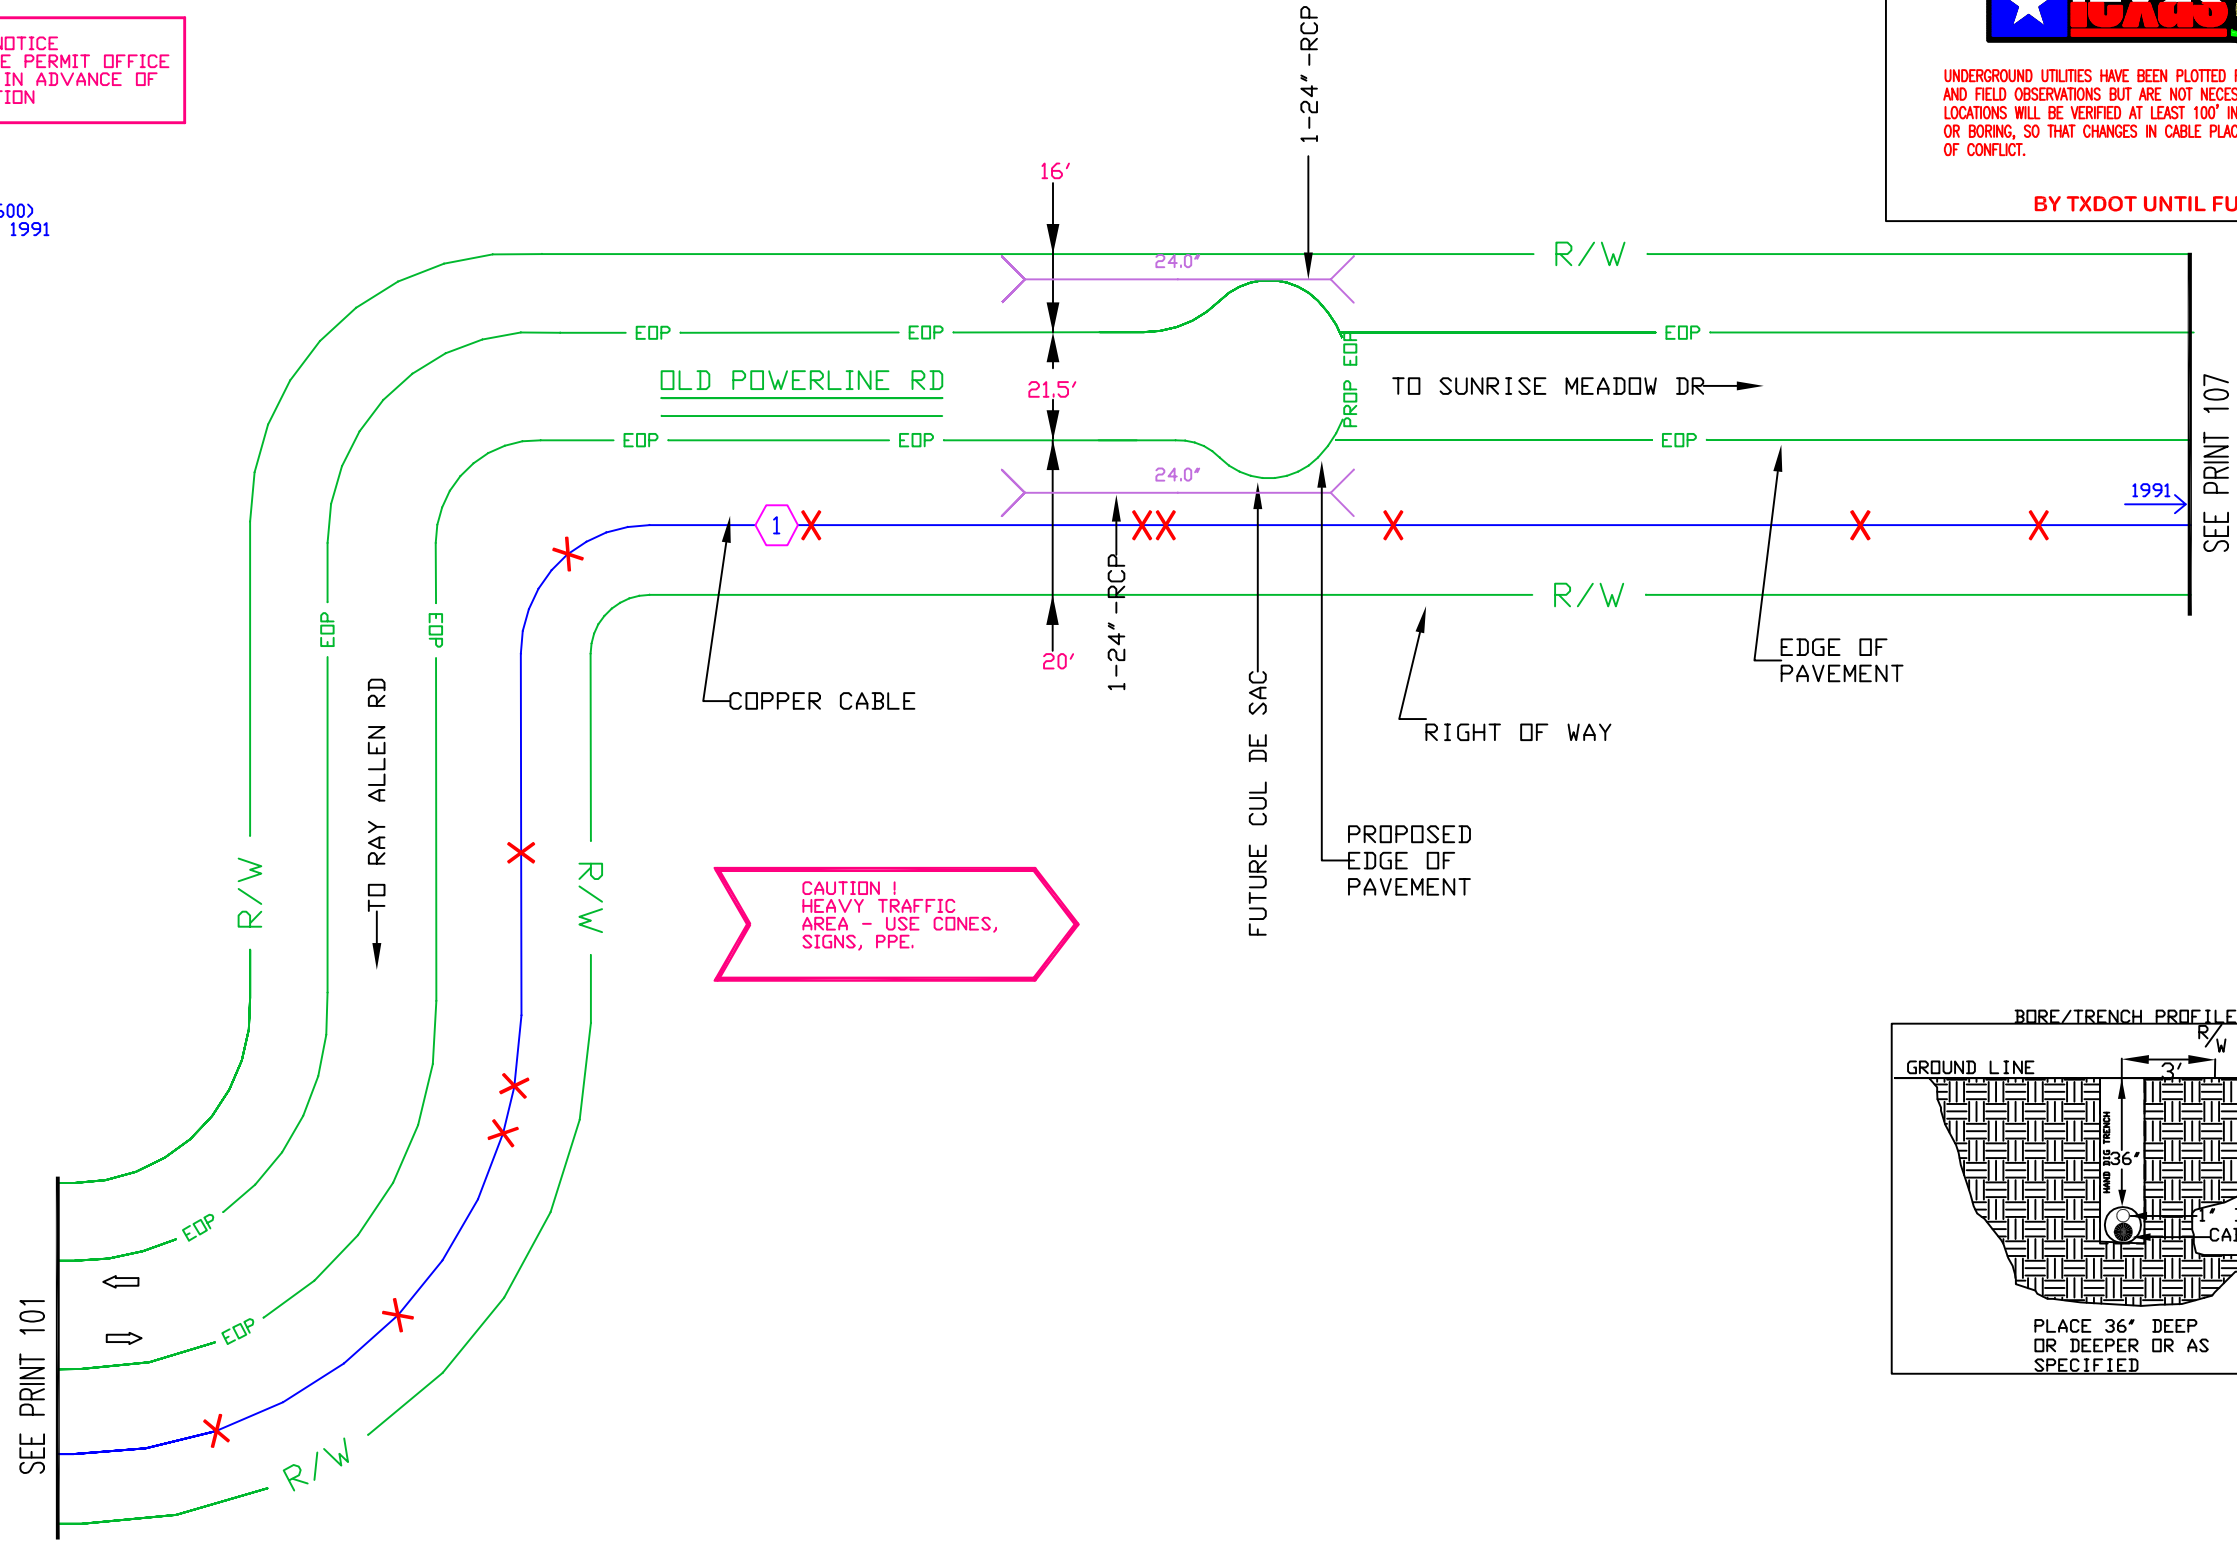 NOTICE
E PERMIT OFFICE
IN ADVANCE OF
TION
600)
1991
1-24"-RCP
UNDERGROUND UTILITIES HAVE BEEN PLOTTED
AND FIELD OBSERVATIONS BUT ARE NOT
LOCATIONS WILL BE VERIFIED AT LEAST 100' IN
OR BORING, SO THAT CHANGES IN CABLE
OF CONFLICT.
BY TXDOT UNTIL
16'
R/W
24.0"
EOP
EOP
EOP
PROP EOP
OLD POWERLINE RD
21.5'
TO SUNRISE MEADOW DR
EOP
EOP
EOP
24.0"
1991
SEE PRINT 107
1
1-24"-RCP
R/W
20'
EOP
EOP
EDGE OF
PAVEMENT
COPPER CABLE
RIGHT OF WAY
TO RAY ALLEN RD
FUTURE CUL DE SAC
PROPOSED
EDGE OF
PAVEMENT
R/W
R/W
CAUTION !
HEAVY TRAFFIC
AREA - USE CONES,
SIGNS, PPE.
BORE/TRENCH PROFILE
R/W
GROUND LINE
3'
HAND DIG TRENCH
36"
1"
PLACE 36" DEEP
OR DEEPER OR AS
SPECIFIED
EOP
EOP
SEE PRINT 101
R/W